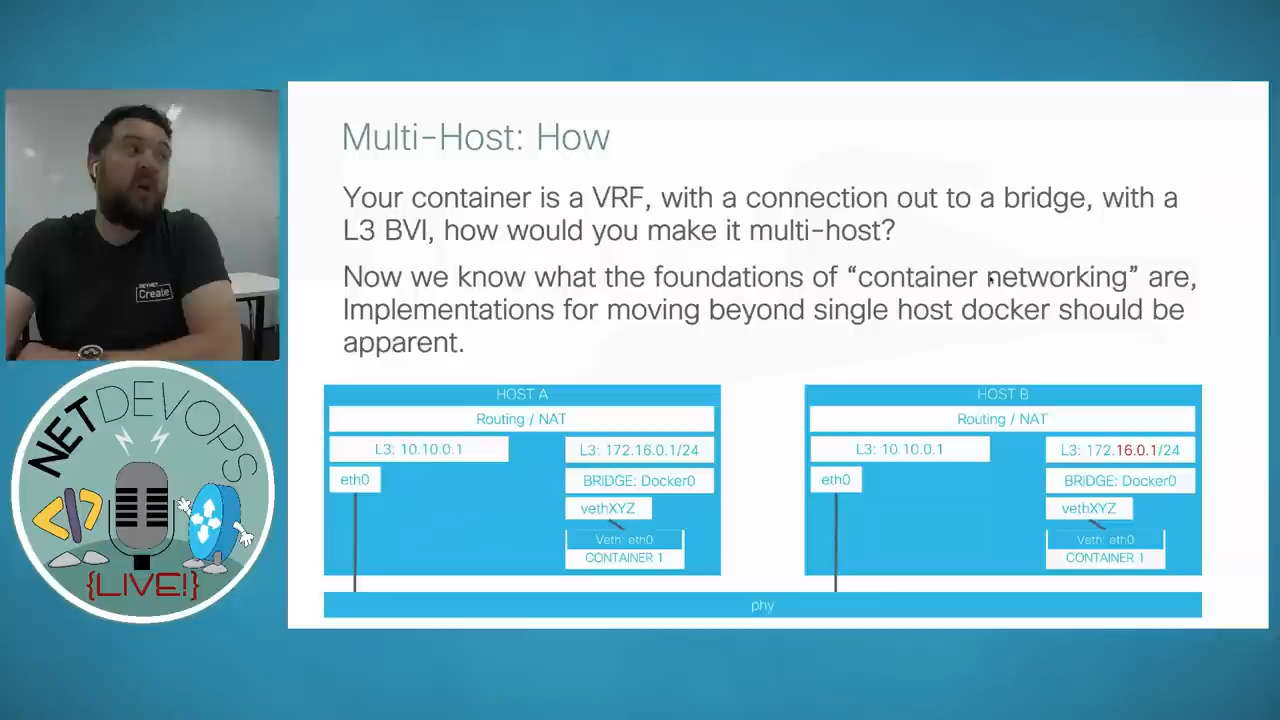 Multi-Host: How
Your container is a VRF, with a connection out to a bridge, with a
L3 BVI, how would you make it multi-host?
Now we know what the foundations of “container networking” are,
Implementations for moving beyond single host docker should be
apparent.
HOST A
Routing / NAT
L3: 10.10.0.1
L3: 172.16.0.1/24
eth0
BRIDGE: Docker0
vethXYZ
Veth: eth0
CONTAINER 1
HOST B
Routing / NAT
L3: 10.10.0.1
L3: 172.16.0.1/24
eth0
BRIDGE: Docker0
vethXYZ
Veth: eth0
CONTAINER 1
phy
DEVNET
Create
NETDEVOPS
{LIVE!}